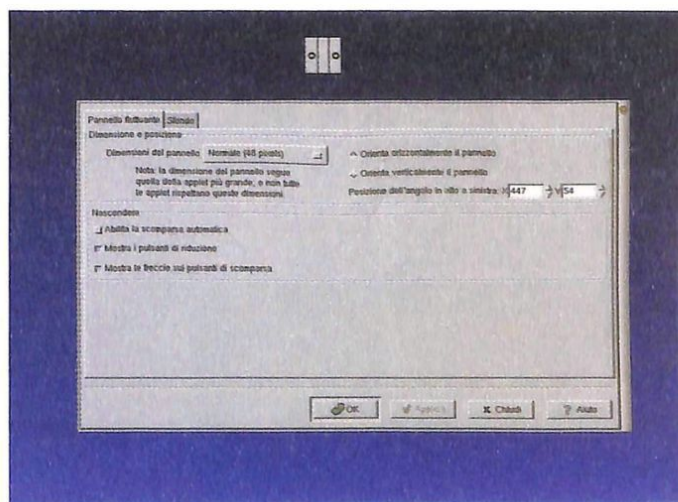 Pannello fluttuante Sfondo
Dimensione e posizione
Dimensioni del pannello Normale (48 pixels)
Nota: la dimensione del pannello segue
quella della applet più grande, e non tutte
le applet rispettano queste dimensioni.
Orienta orizzontalmente il pannello
Orienta verticalmente il pannello
Posizione dell'angolo in alto a sinistra: X 447 Y 54
Nascondere
Abilita la scomparsa automatica
Mostra i pulsanti di riduzione
Mostra le freccie sui pulsanti di scomparsa
OK Applica Chiudi Aiuto